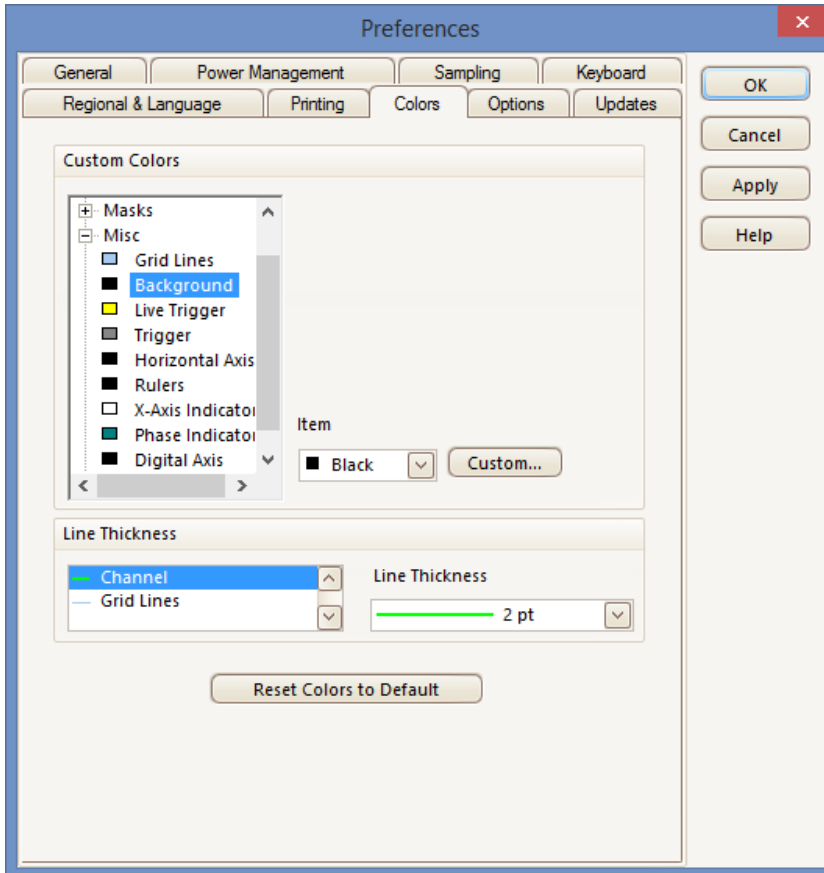 Preferences
General Power Management Sampling Keyboard
Regional & Language Printing Colors Options Updates
OK
Cancel
Apply
Help
Custom Colors
Masks
Misc
Grid Lines
Background
Live Trigger
Trigger
Horizontal Axis
Rulers
X-Axis Indicator
Phase Indicator
Digital Axis
Item
Black
Custom...
Line Thickness
Channel
Grid Lines
Line Thickness
2 pt
Reset Colors to Default